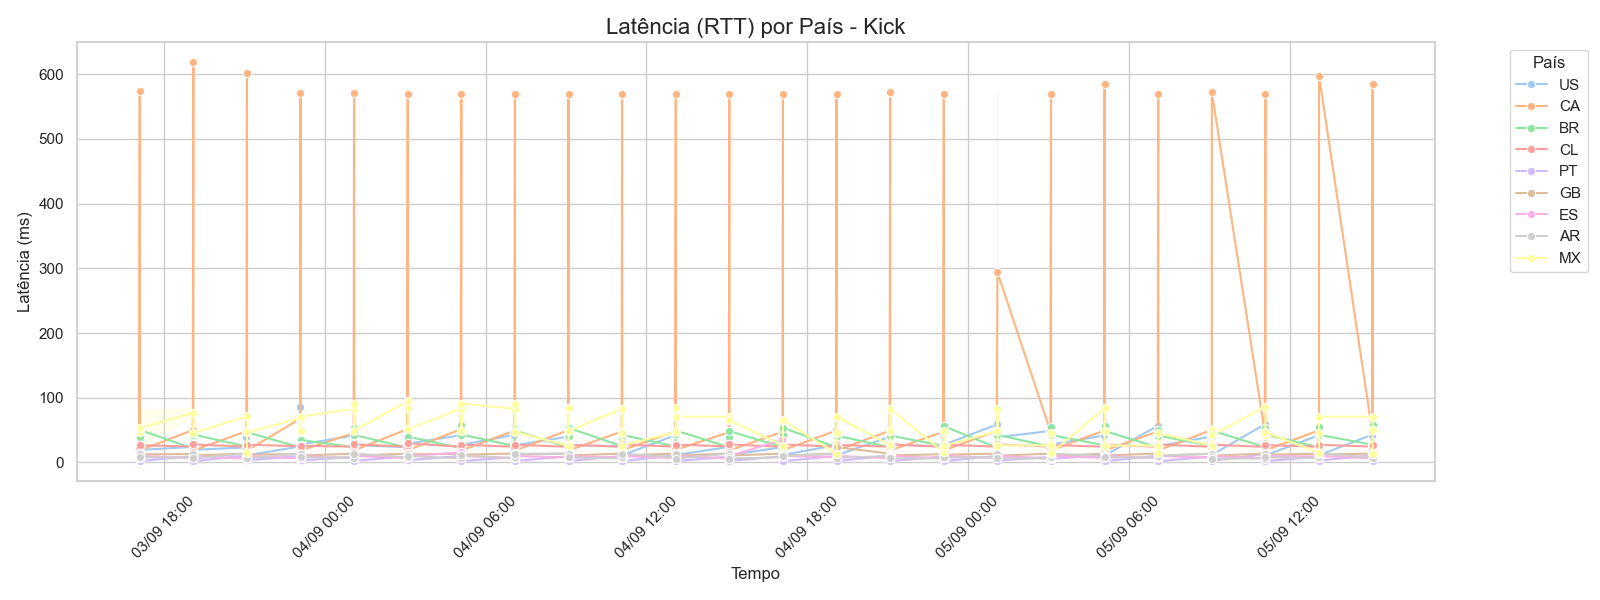 Latência (RTT) por País - Kick
Latência (ms)
600
500
400
300
200
100
0
03/09 18:00
04/09 00:00
04/09 06:00
04/09 12:00
04/09 18:00
05/09 00:00
05/09 06:00
05/09 12:00
Tempo
País
US
CA
BR
CL
PT
GB
ES
AR
MX